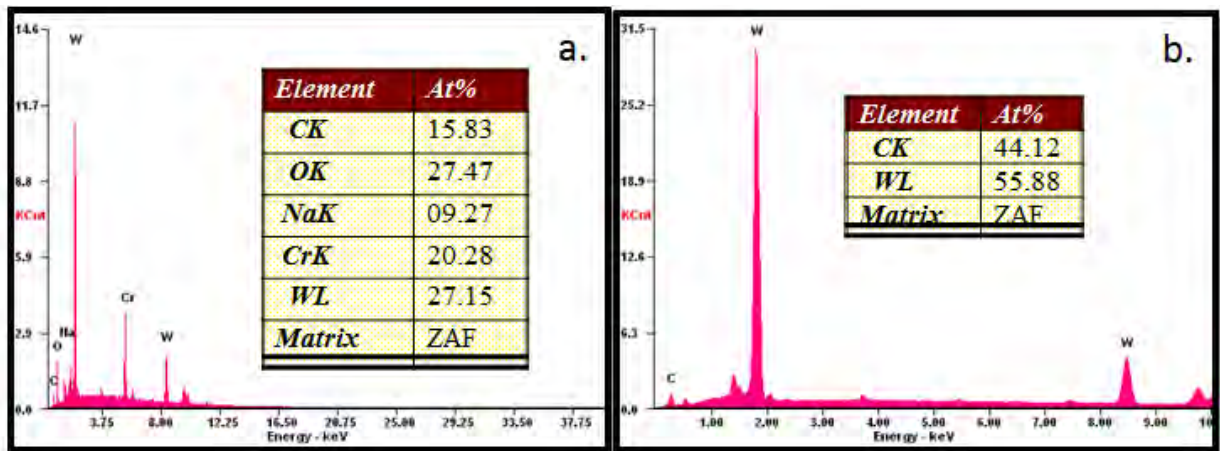 14.6
W
a.
11.7
8.8
KCnt
5.9
2.9
0.0
C
O
Na
Cr
W
Element At%
CK 15.83
OK 27.47
NaK 09.27
CrK 20.28
WL 27.15
Matrix ZAF
3.75 8.00 12.25 16.50 20.75 25.00 29.25 33.50 37.75
Energy - keV
31.5
W
b.
25.2
18.9
KCnt
12.6
6.3
0.0
C
W
Element At%
CK 44.12
WL 55.88
Matrix ZAF
1.00 2.00 3.00 4.00 5.00 6.00 7.00 8.00 9.00 10
Energy - keV